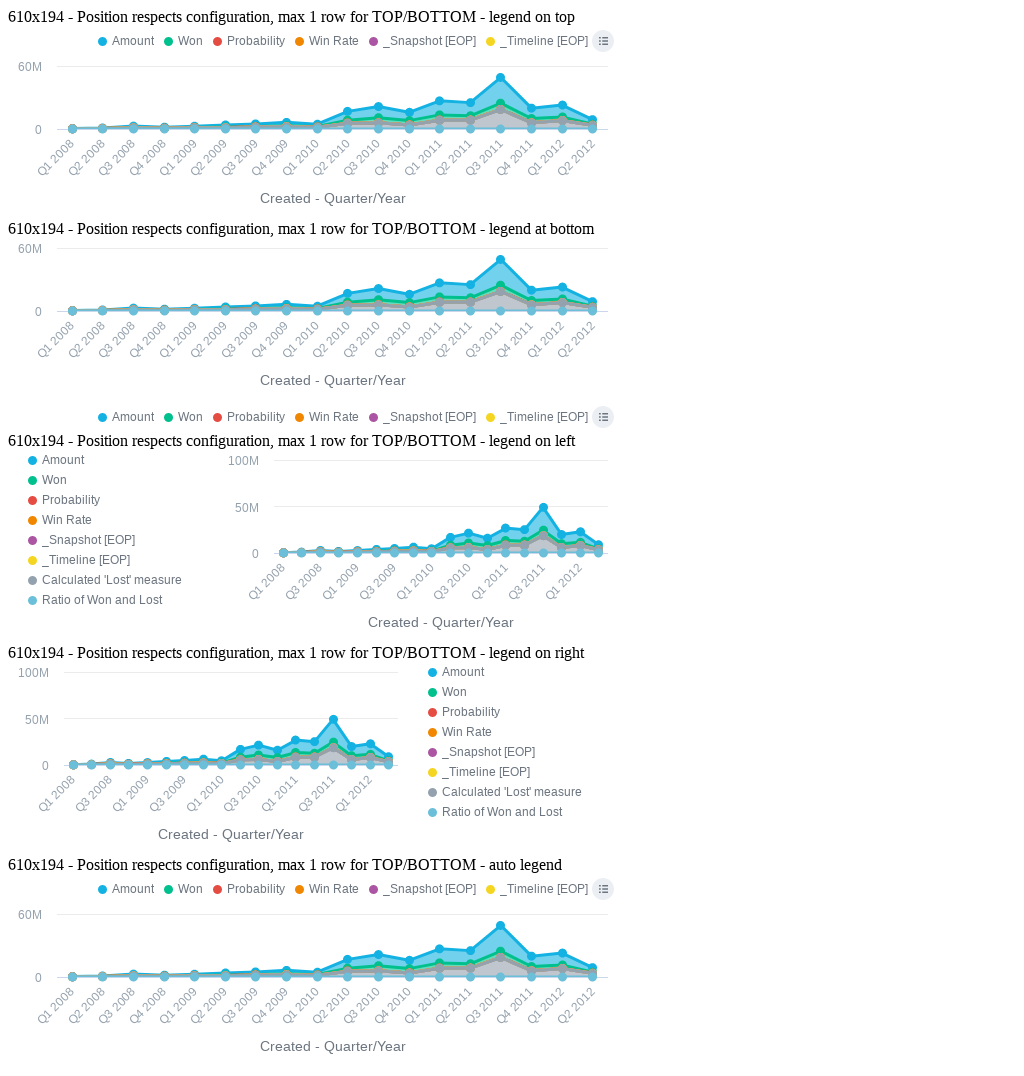 610x194 - Position respects configuration, max 1 row for TOP/BOTTOM - legend on top
Amount Won Probability Win Rate _Snapshot [EOP] _Timeline [EOP]
60M
0
Q1 2008 Q2 2008 Q3 2008 Q4 2008 Q1 2009 Q2 2009 Q3 2009 Q4 2009 Q1 2010 Q2 2010 Q3 2010 Q4 2010 Q1 2011 Q2 2011 Q3 2011 Q4 2011 Q1 2012 Q2 2012
Created - Quarter/Year
610x194 - Position respects configuration, max 1 row for TOP/BOTTOM - legend at bottom
60M
0
Q1 2008 Q2 2008 Q3 2008 Q4 2008 Q1 2009 Q2 2009 Q3 2009 Q4 2009 Q1 2010 Q2 2010 Q3 2010 Q4 2010 Q1 2011 Q2 2011 Q3 2011 Q4 2011 Q1 2012 Q2 2012
Created - Quarter/Year
Amount Won Probability Win Rate _Snapshot [EOP] _Timeline [EOP]
610x194 - Position respects configuration, max 1 row for TOP/BOTTOM - legend on left
Amount
Won
Probability
Win Rate
_Snapshot [EOP]
_Timeline [EOP]
Calculated 'Lost' measure
Ratio of Won and Lost
100M
50M
0
Q1 2008 Q3 2008 Q1 2009 Q3 2009 Q1 2010 Q3 2010 Q1 2011 Q3 2011 Q1 2012
Created - Quarter/Year
610x194 - Position respects configuration, max 1 row for TOP/BOTTOM - legend on right
100M
50M
0
Q1 2008 Q3 2008 Q1 2009 Q3 2009 Q1 2010 Q3 2010 Q1 2011 Q3 2011 Q1 2012
Created - Quarter/Year
Amount
Won
Probability
Win Rate
_Snapshot [EOP]
_Timeline [EOP]
Calculated 'Lost' measure
Ratio of Won and Lost
610x194 - Position respects configuration, max 1 row for TOP/BOTTOM - auto legend
Amount Won Probability Win Rate _Snapshot [EOP] _Timeline [EOP]
60M
0
Q1 2008 Q2 2008 Q3 2008 Q4 2008 Q1 2009 Q2 2009 Q3 2009 Q4 2009 Q1 2010 Q2 2010 Q3 2010 Q4 2010 Q1 2011 Q2 2011 Q3 2011 Q4 2011 Q1 2012 Q2 2012
Created - Quarter/Year